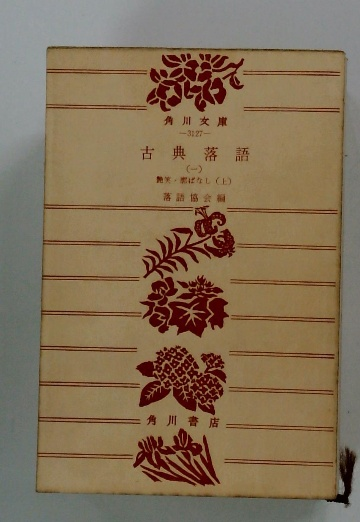 角川文庫
—3127—
古典落語
(一)
艶笑・廓ばなし(上)
落語協会編
角川書店